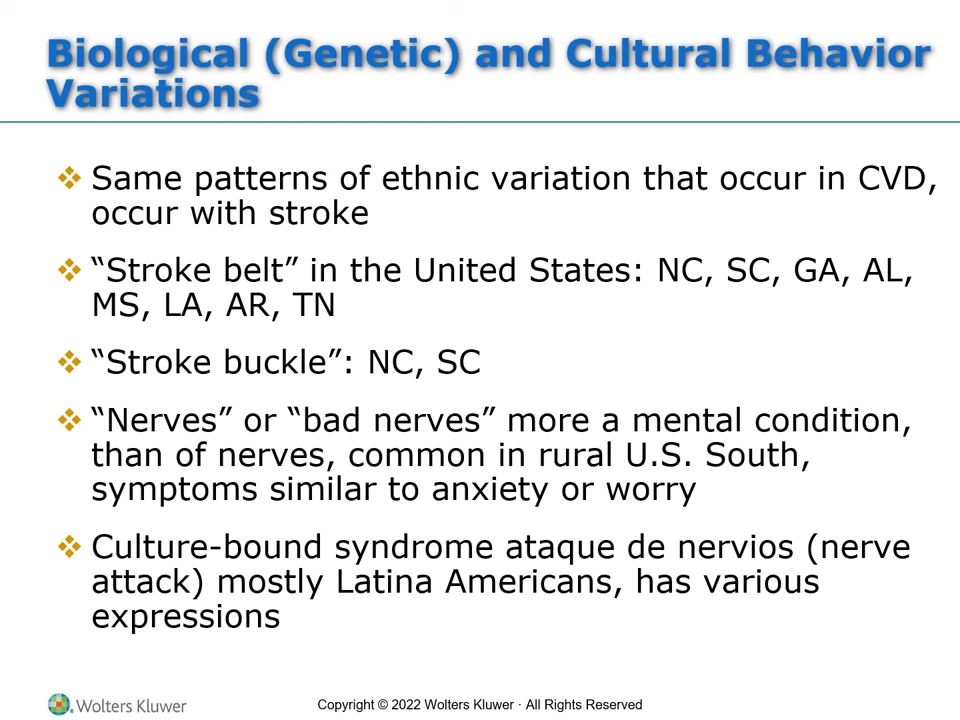 Biological (Genetic) and Cultural Behavior
Variations
❖ Same patterns of ethnic variation that occur in CVD,
occur with stroke
❖ “Stroke belt” in the United States: NC, SC, GA, AL,
MS, LA, AR, TN
❖ “Stroke buckle”: NC, SC
❖ “Nerves” or “bad nerves” more a mental condition,
than of nerves, common in rural U.S. South,
symptoms similar to anxiety or worry
❖ Culture-bound syndrome ataque de nervios (nerve
attack) mostly Latina Americans, has various
expressions
Wolters Kluwer
Copyright © 2022 Wolters Kluwer · All Rights Reserved